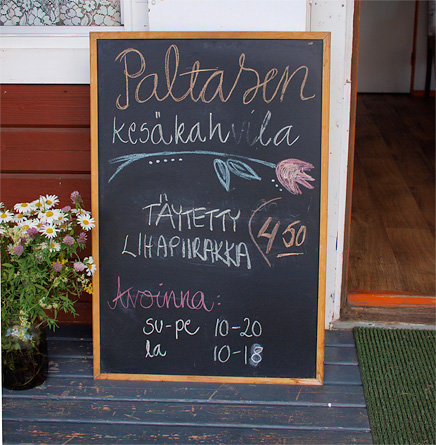 Paltasen
kesäkahvila
TÄYTETTY
LIHAPIIRAKKA 4,50
Avoinna:
su-pe 10-20
la 10-18